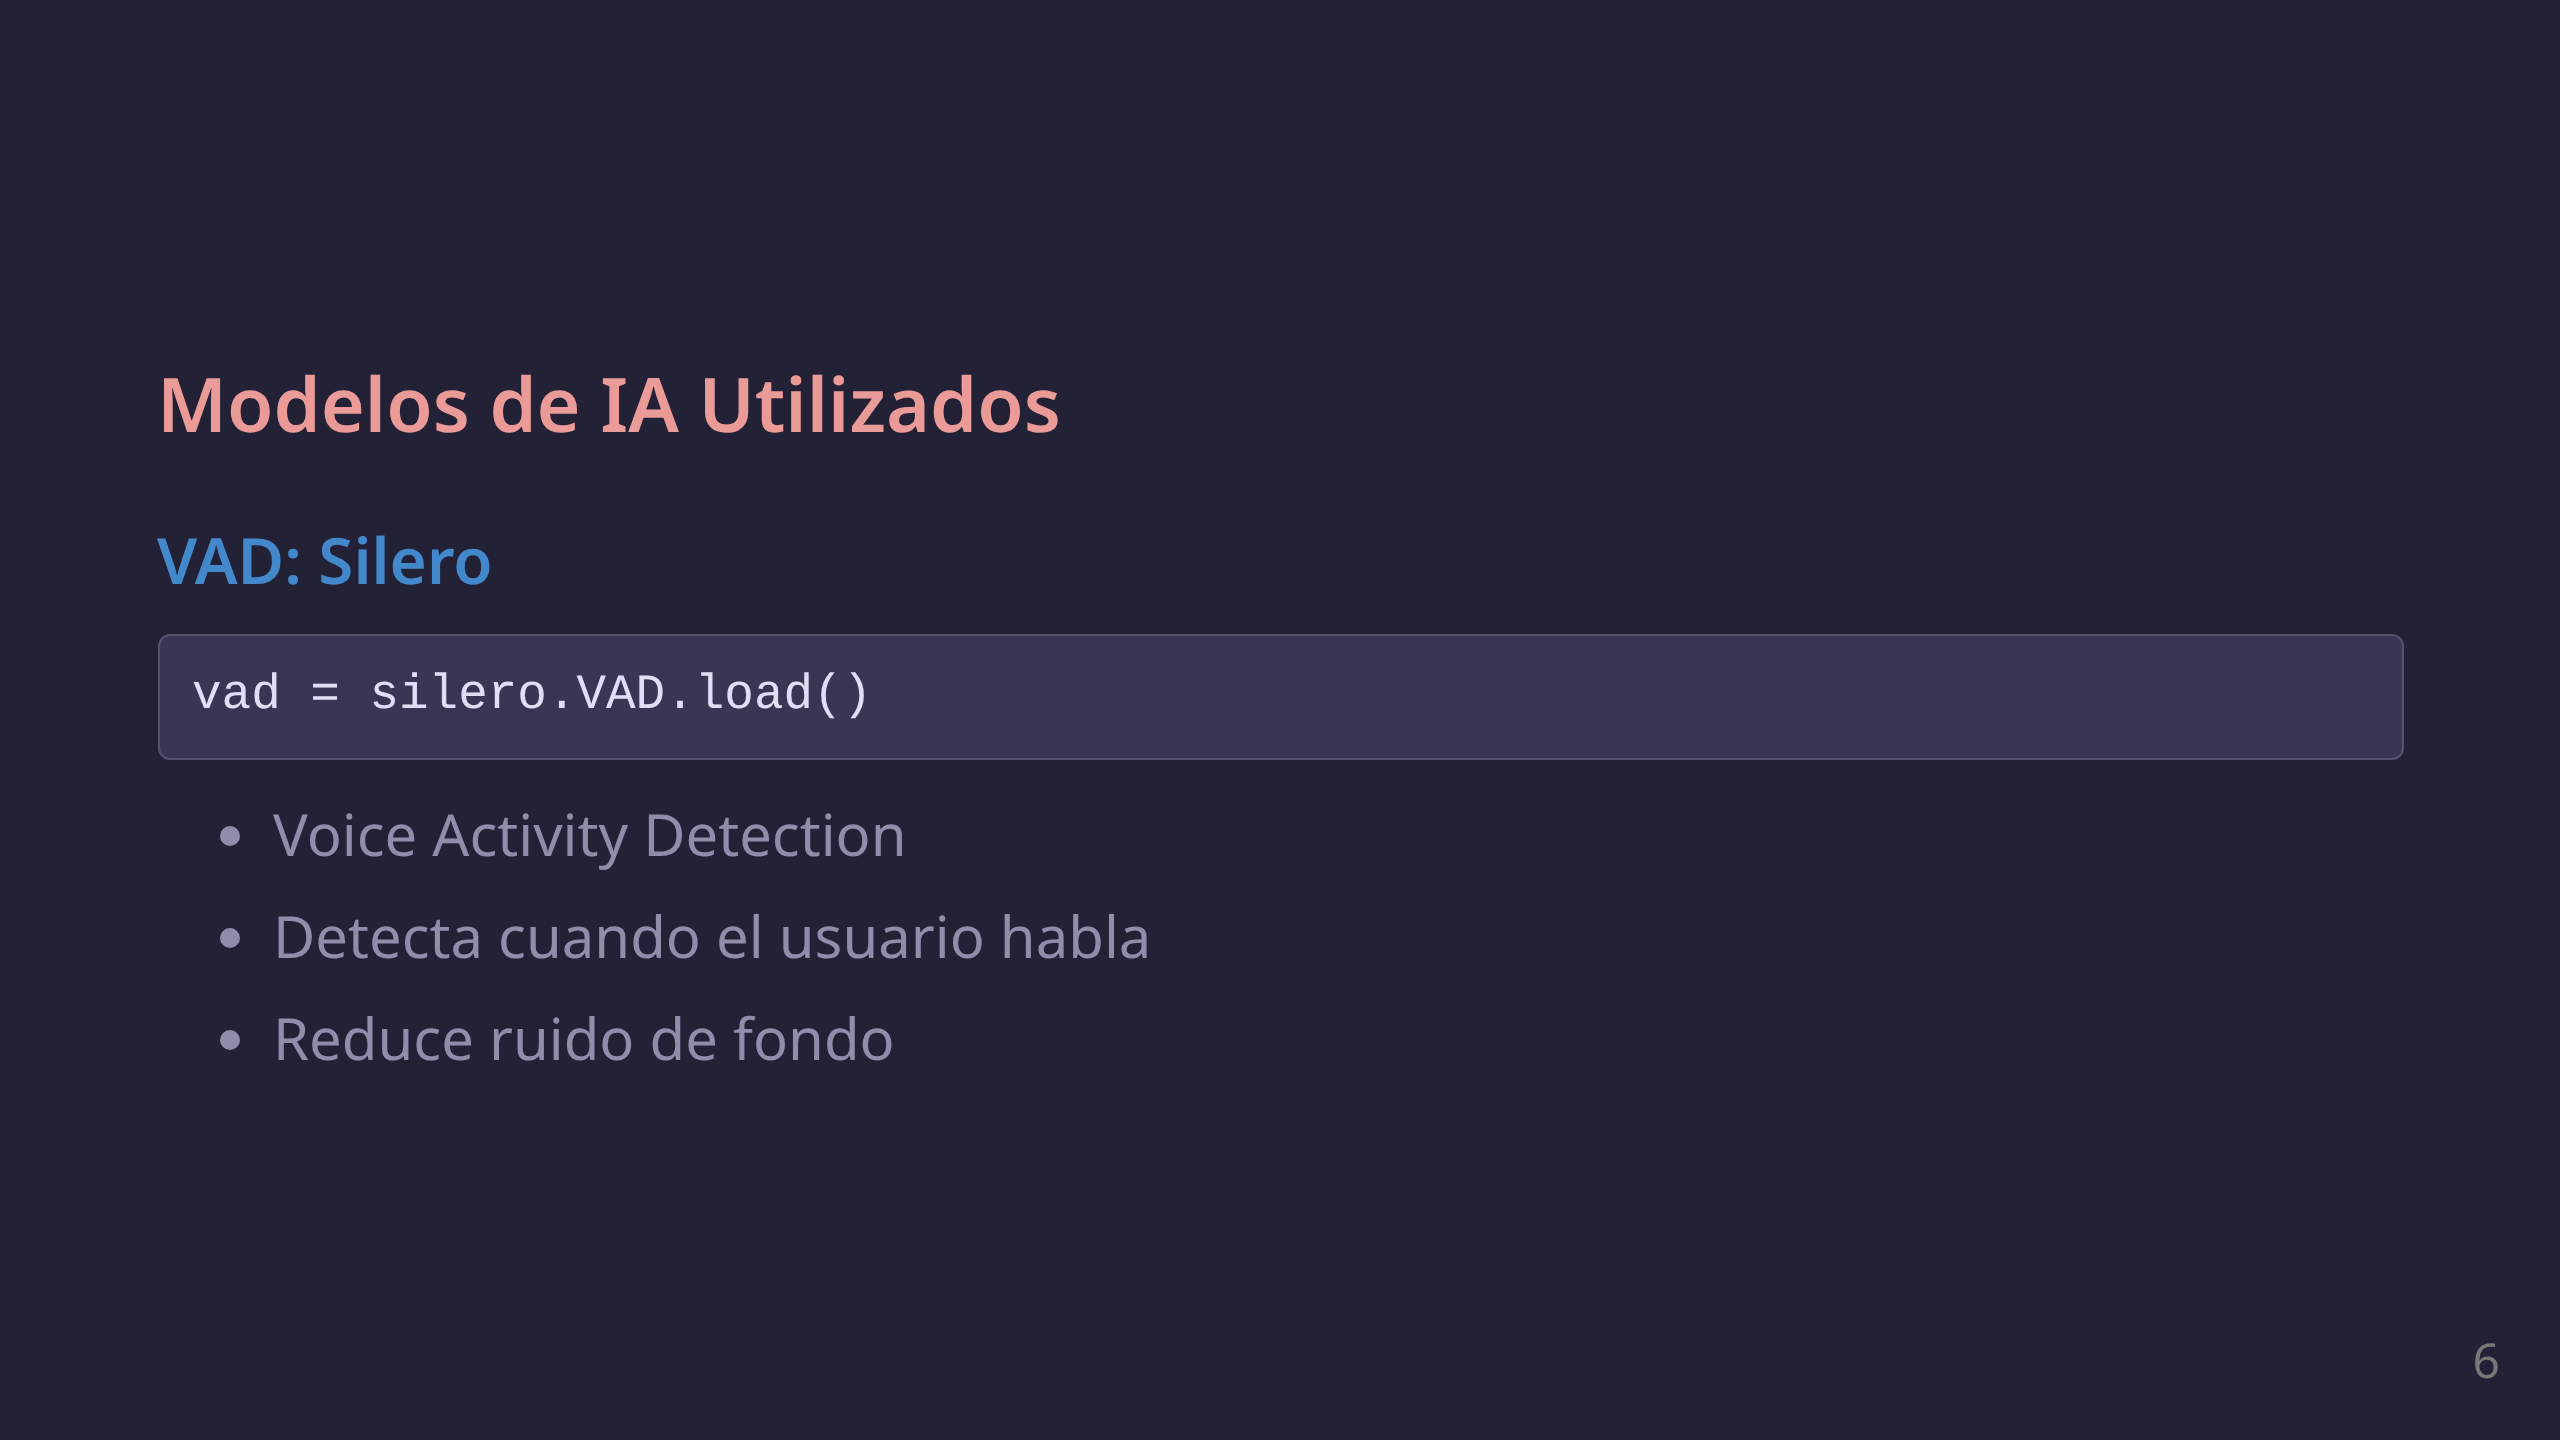 Modelos de IA Utilizados
VAD: Silero
vad = silero.VAD.load()
Voice Activity Detection
Detecta cuando el usuario habla
Reduce ruido de fondo
6